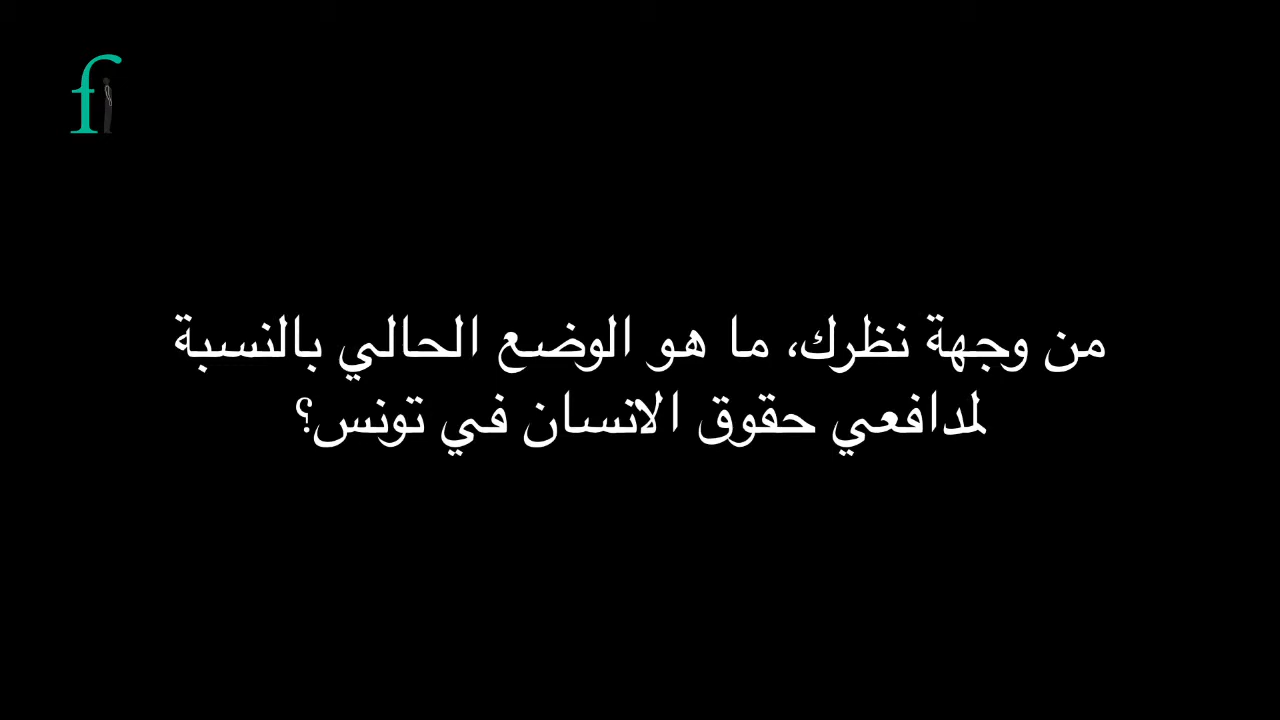 من وجهة نظرك، ما هو الوضع الحالي بالنسبة
لمدافعي حقوق الانسان في تونس؟